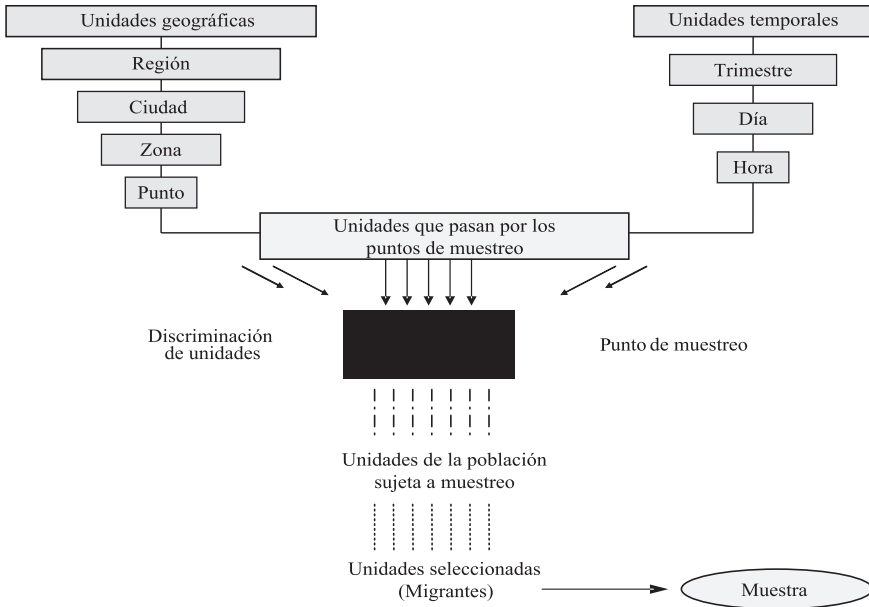 Unidades geográficas
Región
Ciudad
Zona
Punto
Unidades temporales
Trimestre
Día
Hora
Unidades que pasan por los
puntos de muestreo
Discriminación
de unidades
Punto de muestreo
Unidades de la población
sujeta a muestreo
Unidades seleccionadas
(Migrantes)
Muestra